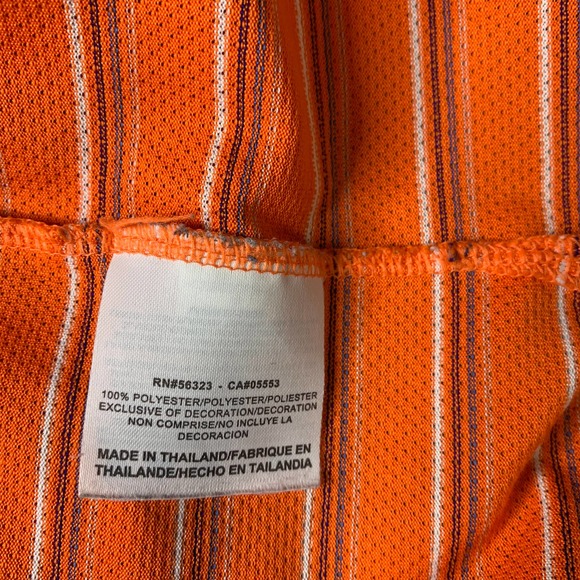 RN#56323 - CA#05553
100% POLYESTER/POLYESTER/POLIESTER
EXCLUSIVE OF DECORATION/DECORATION
NON COMPRISE/NO INCLUYE LA
DECORACION
MADE IN THAILAND/FABRIQUE EN
THAILANDE/HECHO EN TAILANDIA